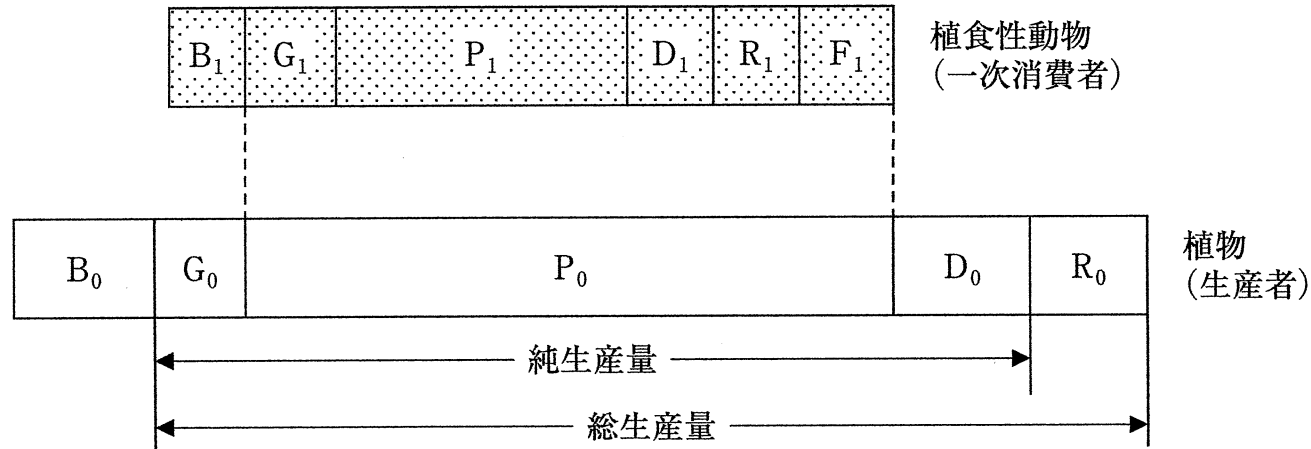 B₁ G₁ P₁ D₁ R₁ F₁
植食性動物
(一次消費者)
B₀ G₀ P₀ D₀ R₀
植物
(生産者)
純生産量
総生産量